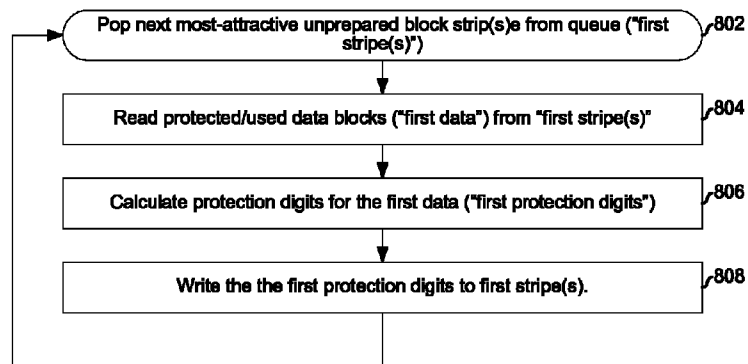 Pop next most-attractive unprepared block strip(s)e from queue ("first
stripe(s)")
802
Read protected/used data blocks ("first data") from "first stripe(s)"
804
Calculate protection digits for the first data ("first protection digits")
806
Write the the first protection digits to first stripe(s).
808